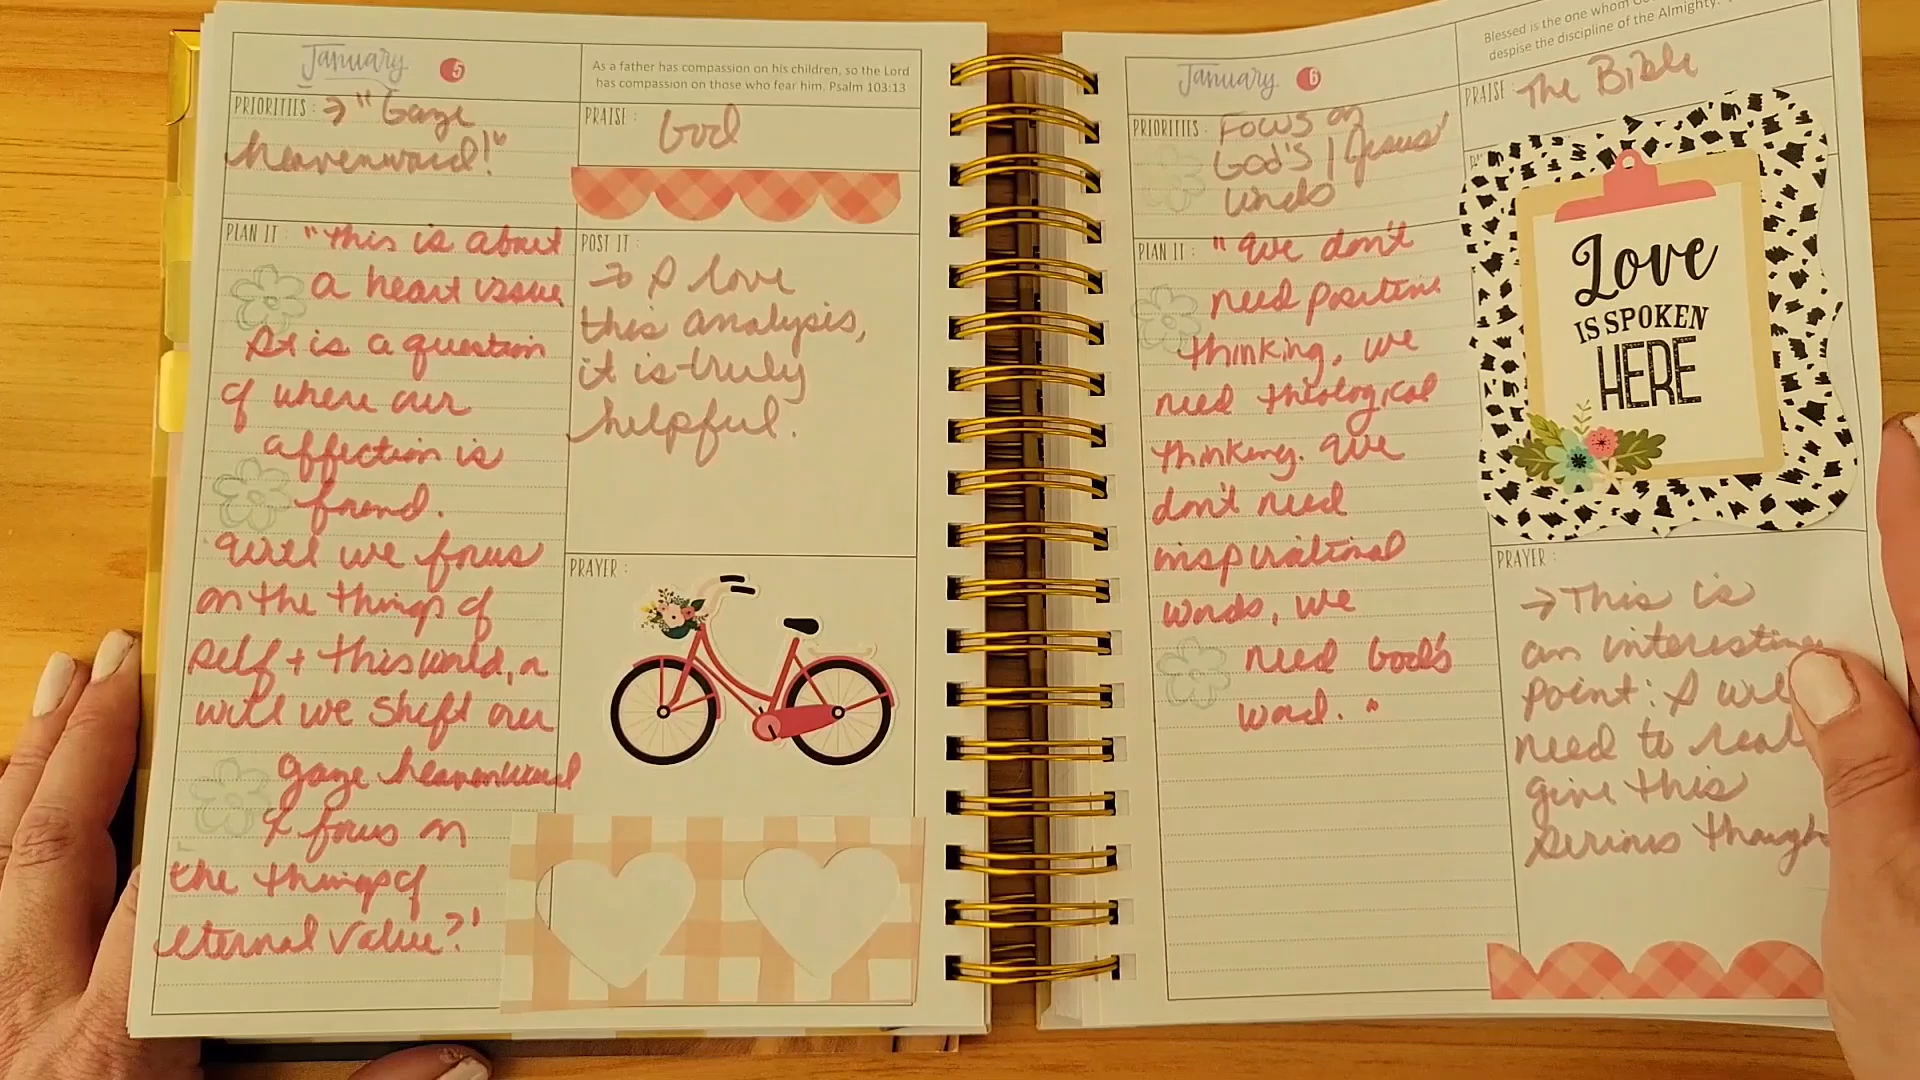 January 5
As a father has compassion on his children, so the Lord
has compassion on those who fear him. Psalm 103:13
PRIORITIES : → "Gaze
heavenward!"
PRAISE : God
PLAN IT : "This is about
a heart issue
It is a question
of where our
affection is
found.
Will we focus
on the things of
self + this world, or
will we shift our
gaze heavenward
& focus on
the things of
eternal value?"
POST IT :
→ I love
this analysis,
it is truly
helpful.
PRAYER :
January 6
Blessed is the one whom
despise the discipline of the Almighty.
PRIORITIES : Focus on
God's / Jesus'
words
PRAISE : The Bible
PLAN IT : "We don't
need positive
thinking, we
need theological
thinking. We
don't need
inspirational
words, we
need God's
word."
Love
IS SPOKEN
HERE
PRAYER :
→ This is
an interesting
point: I will
need to
give this
serious